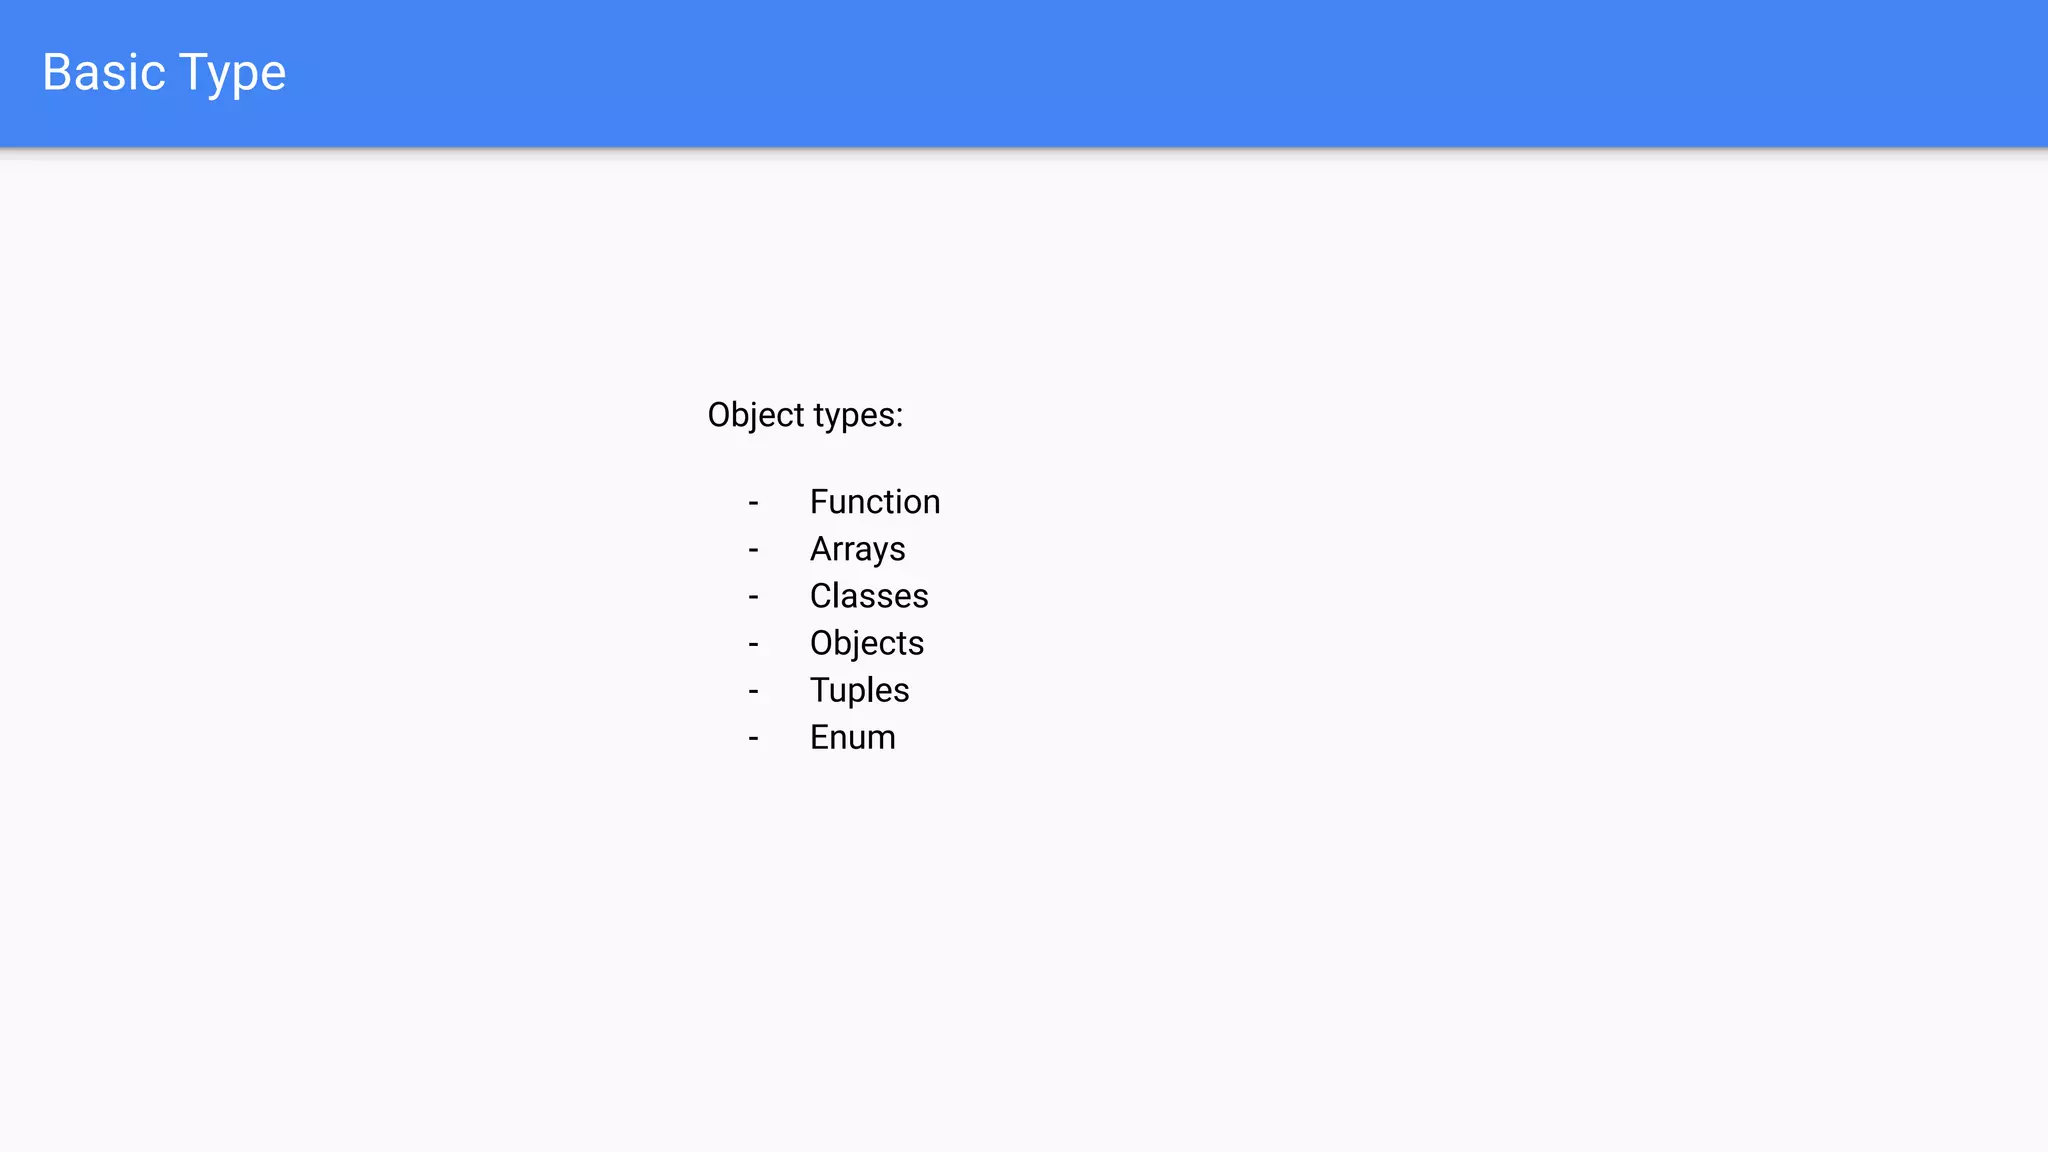 Basic Type
Object types:
- Function
- Arrays
- Classes
- Objects
- Tuples
- Enum